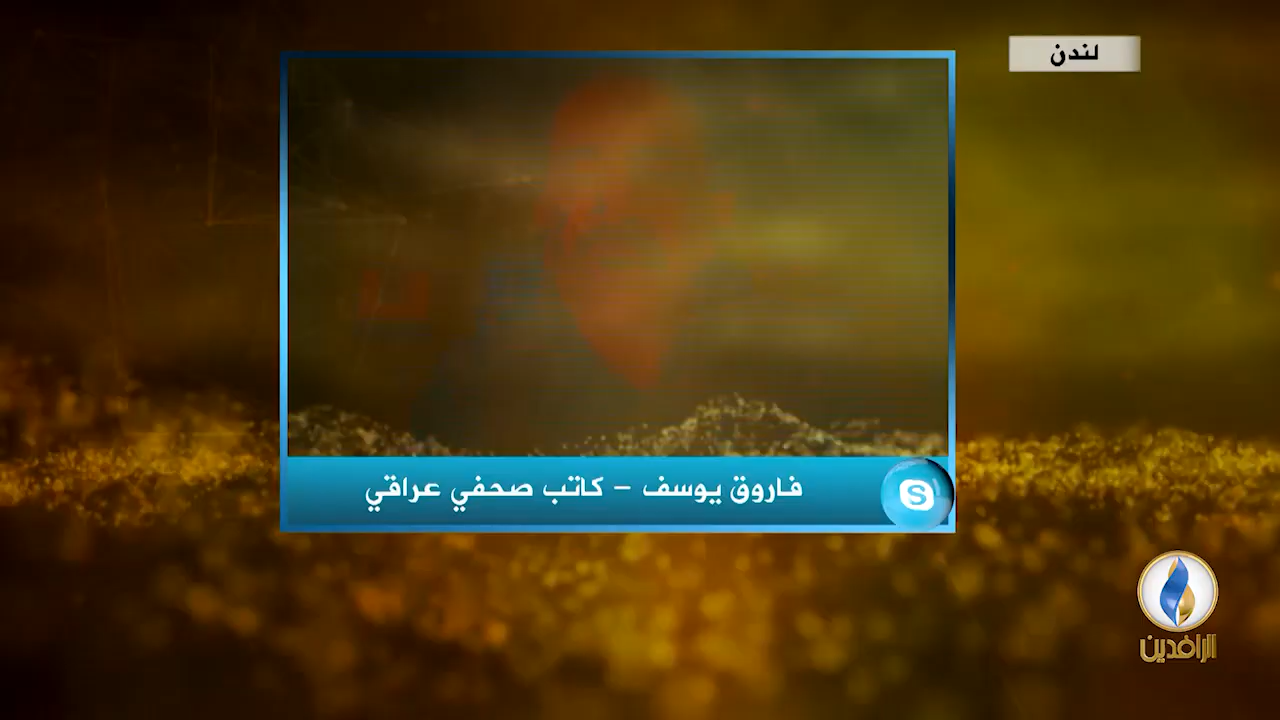 لندن
فاروق يوسف – كاتب صحفي عراقي
الرافدين